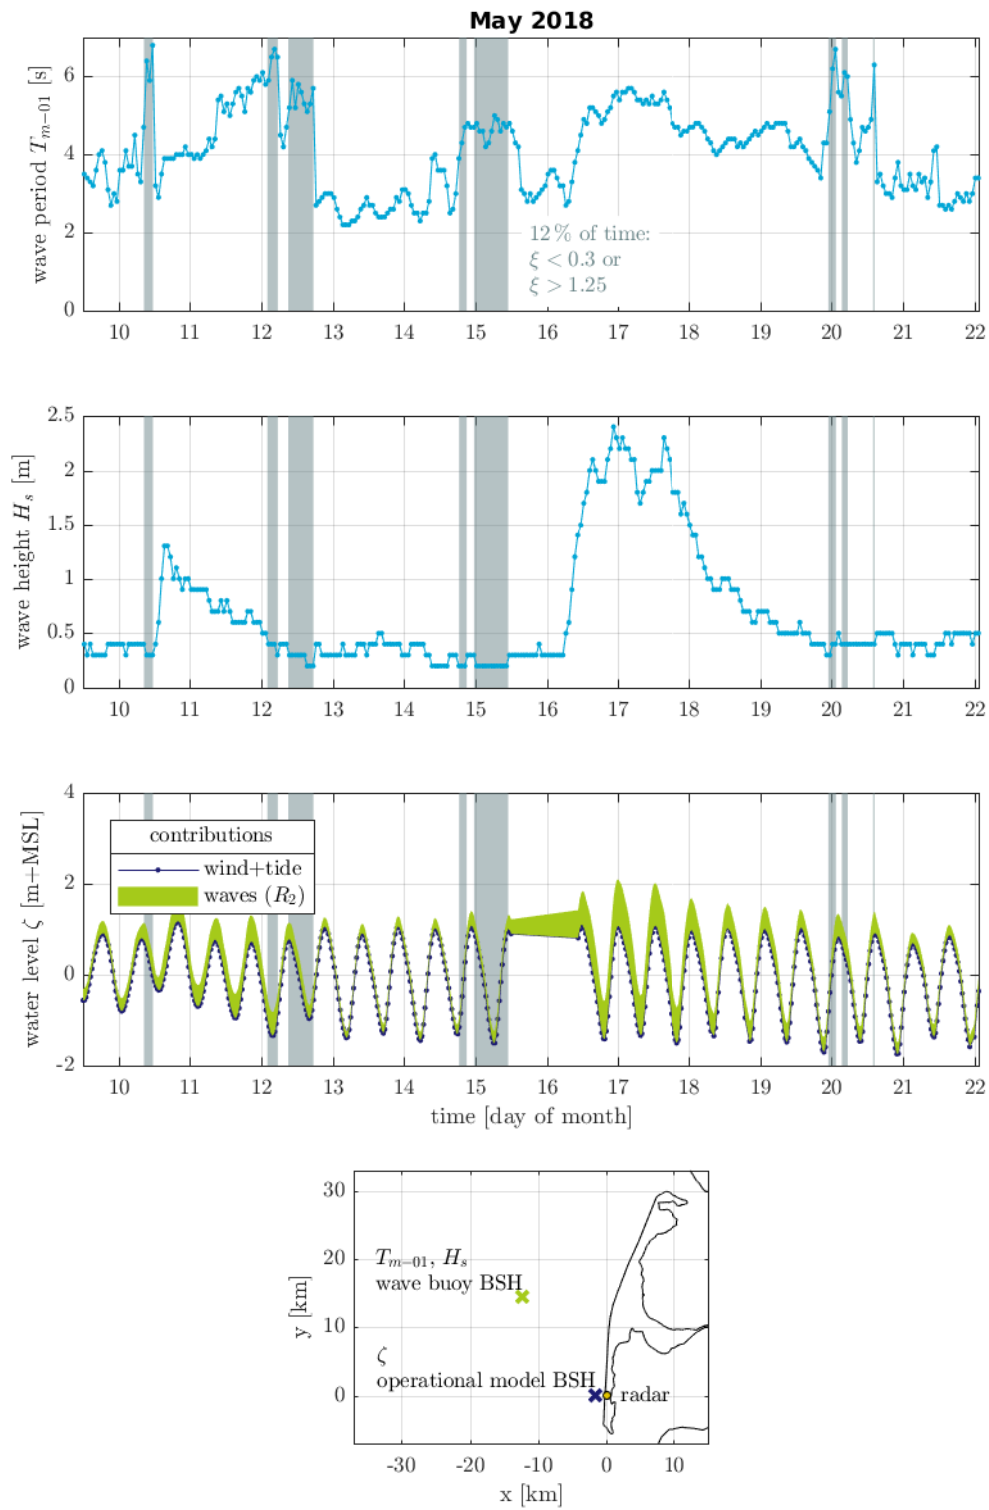 May 2018
wave period T_{m−01} [s]
6
4
2
0
12 % of time:
ξ < 0.3 or
ξ > 1.25
10 11 12 13 14 15 16 17 18 19 20 21 22
wave height H_s [m]
2.5
2
1.5
1
0.5
0
10 11 12 13 14 15 16 17 18 19 20 21 22
water level ζ [m+MSL]
4
2
0
-2
contributions
wind+tide
waves (R_2)
10 11 12 13 14 15 16 17 18 19 20 21 22
time [day of month]
y [km]
30
20
10
0
T_{m−01}, H_s
wave buoy BSH
ζ
operational model BSH
radar
-30 -20 -10 0 10
x [km]